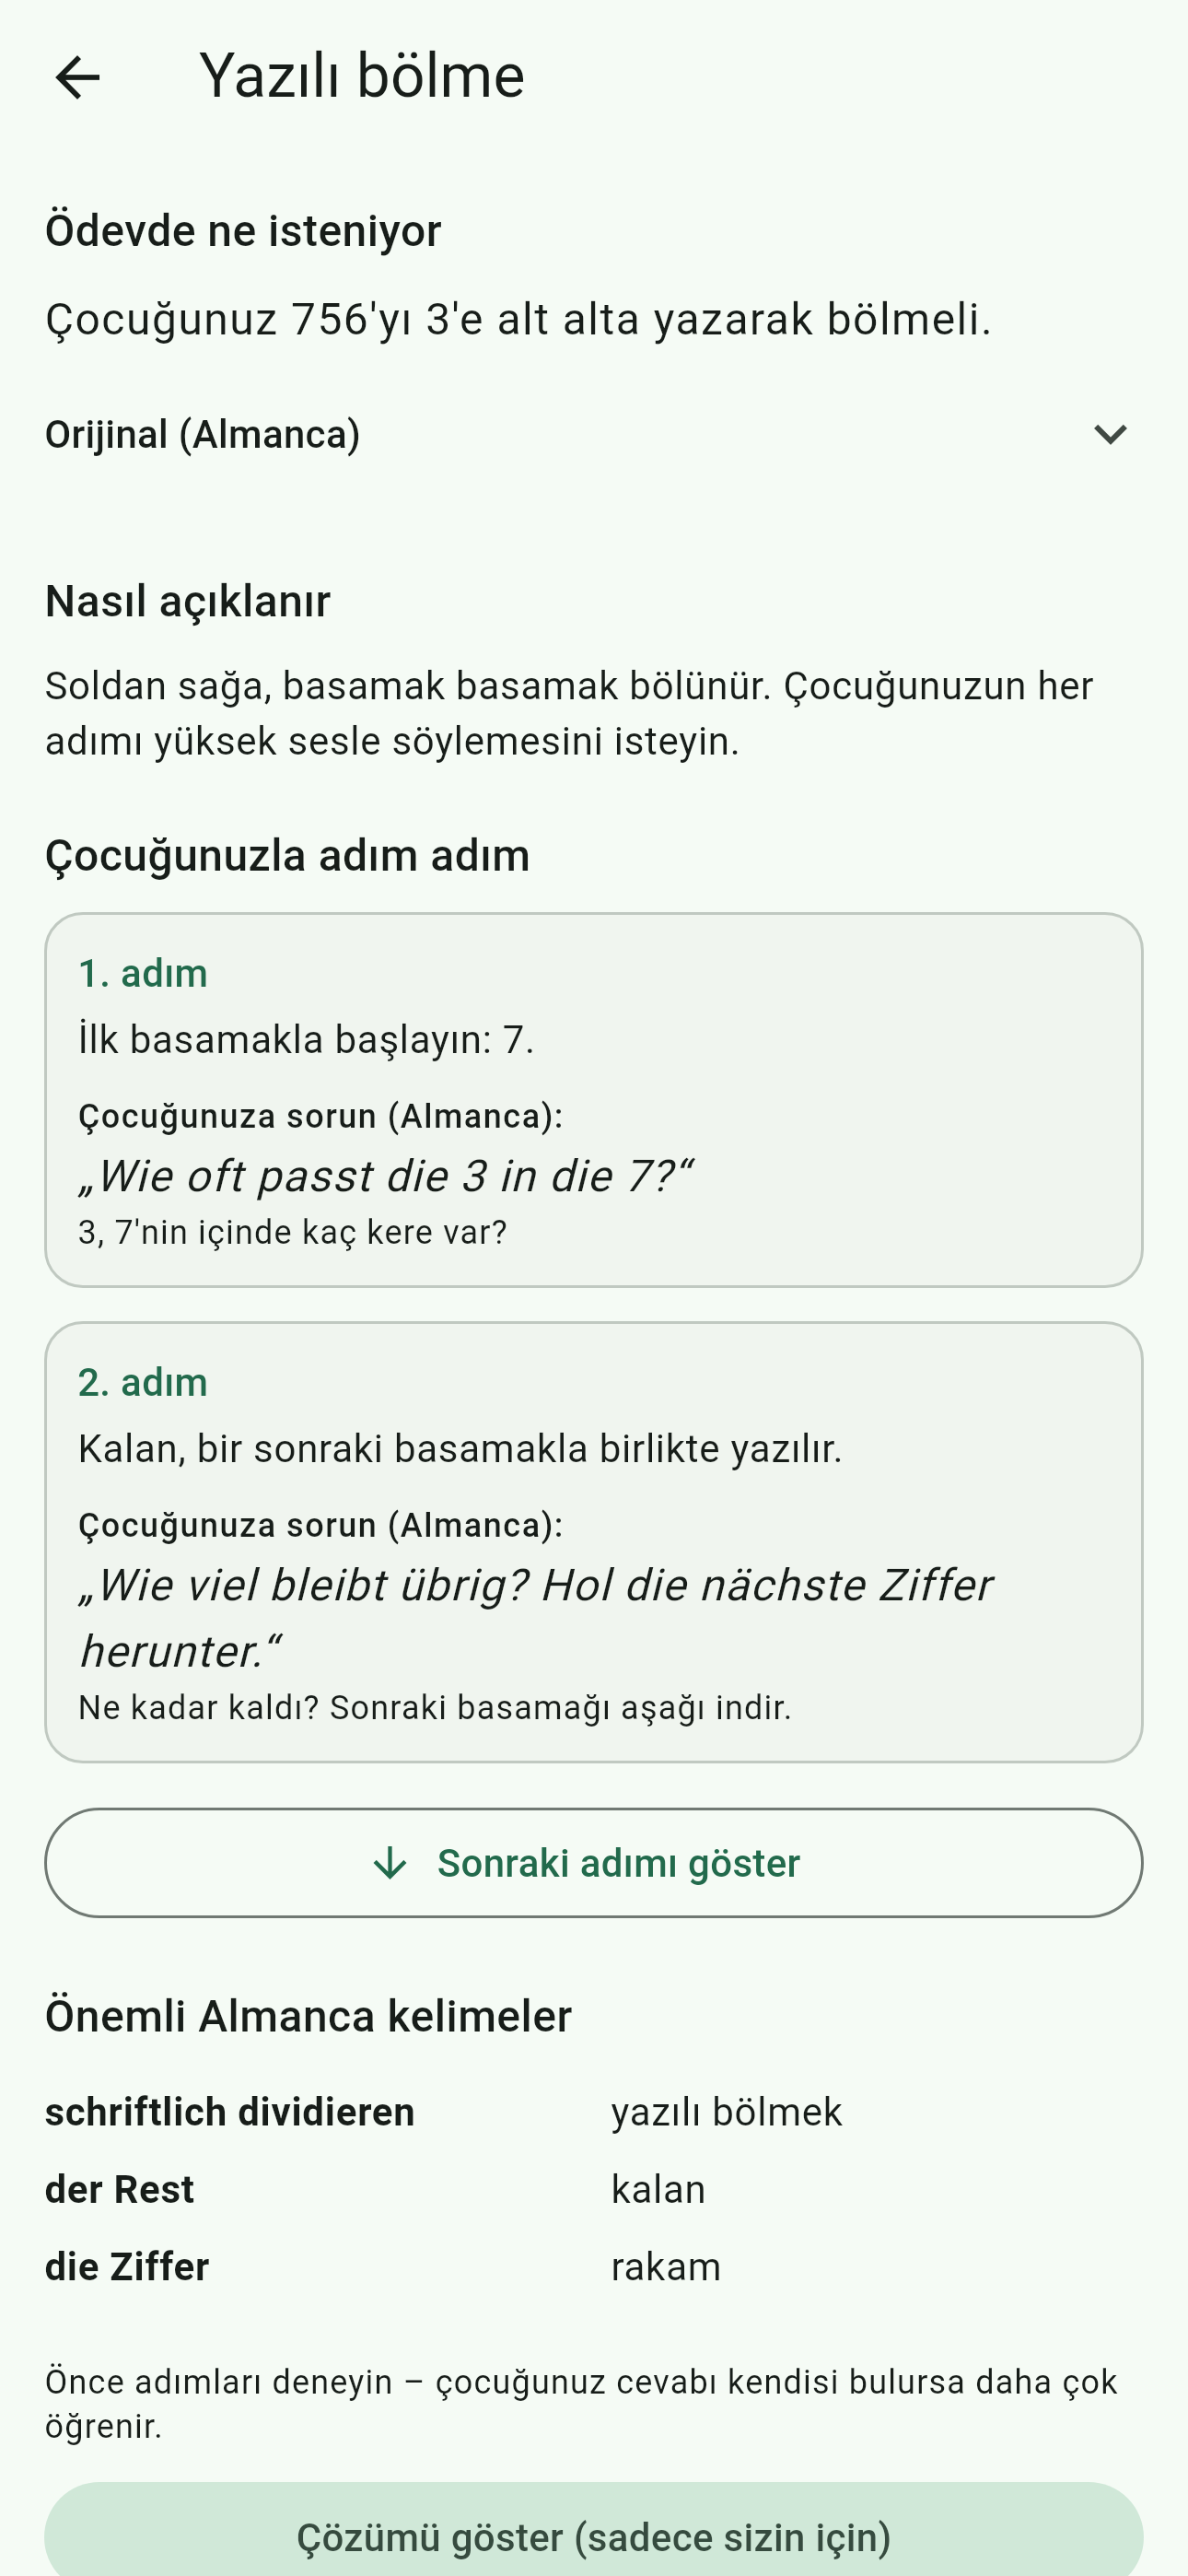 Yazılı bölme
Ödevde ne isteniyor
Çocuğunuz 756'yı 3'e alt alta yazarak bölmeli.
Orijinal (Almanca)
Nasıl açıklanır
Soldan sağa, basamak basamak bölünür. Çocuğunuzun her
adımı yüksek sesle söylemesini isteyin.
Çocuğunuzla adım adım
1. adım
İlk basamakla başlayın: 7.
Çocuğunuza sorun (Almanca):
„Wie oft passt die 3 in die 7?“
3, 7'nin içinde kaç kere var?
2. adım
Kalan, bir sonraki basamakla birlikte yazılır.
Çocuğunuza sorun (Almanca):
„Wie viel bleibt übrig? Hol die nächste Ziffer
herunter.“
Ne kadar kaldı? Sonraki basamağı aşağı indir.
Sonraki adımı göster
Önemli Almanca kelimeler
schriftlich dividieren yazılı bölmek
der Rest kalan
die Ziffer rakam
Önce adımları deneyin – çocuğunuz cevabı kendisi bulursa daha çok
öğrenir.
Çözümü göster (sadece sizin için)